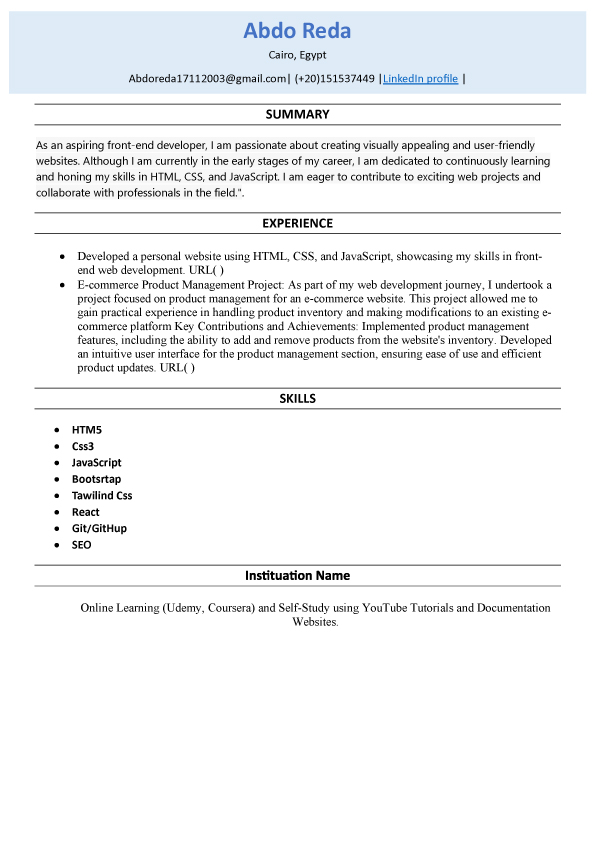 Abdo Reda
Cairo, Egypt
Abdoreda17112003@gmail.com| (+20)151537449 |LinkedIn profile |
SUMMARY
As an aspiring front-end developer, I am passionate about creating visually appealing and user-friendly
websites. Although I am currently in the early stages of my career, I am dedicated to continuously learning
and honing my skills in HTML, CSS, and JavaScript. I am eager to contribute to exciting web projects and
collaborate with professionals in the field.".
EXPERIENCE
• Developed a personal website using HTML, CSS, and JavaScript, showcasing my skills in front-
end web development. URL( )
• E-commerce Product Management Project: As part of my web development journey, I undertook a
project focused on product management for an e-commerce website. This project allowed me to
gain practical experience in handling product inventory and making modifications to an existing e-
commerce platform Key Contributions and Achievements: Implemented product management
features, including the ability to add and remove products from the website's inventory. Developed
an intuitive user interface for the product management section, ensuring ease of use and efficient
product updates. URL( )
SKILLS
• HTM5
• Css3
• JavaScript
• Bootsrtap
• Tawilind Css
• React
• Git/GitHup
• SEO
Instituation Name
Online Learning (Udemy, Coursera) and Self-Study using YouTube Tutorials and Documentation
Websites.